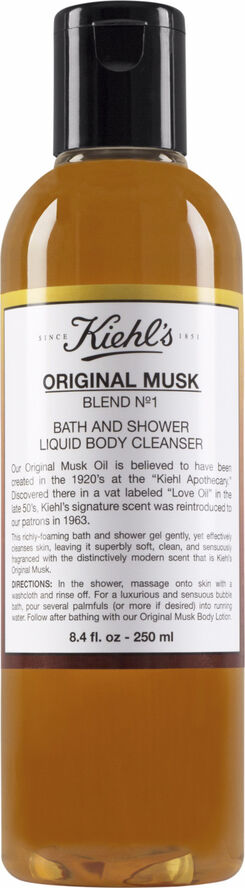 SINCE Kiehl's 1851
ORIGINAL MUSK
BLEND Nº1
BATH AND SHOWER
LIQUID BODY CLEANSER
Our Original Musk Oil is believed to have been
created in the 1920's at the “Kiehl Apothecary.”
Discovered there in a vat labeled “Love Oil” in the
late 50's, Kiehl's signature scent was reintroduced to
our patrons in 1963.
This richly-foaming bath and shower gel gently, yet effectively
cleanses skin, leaving it superbly soft, clean, and sensuously
fragranced with the distinctively modern scent that is Kiehl's
Original Musk.
DIRECTIONS: In the shower, massage onto skin with a
washcloth and rinse off. For a luxurious and sensuous bubble
bath, pour several palmfuls (or more if desired) into running
water. Follow after bathing with our Original Musk Body Lotion.
8.4 fl. oz - 250 ml